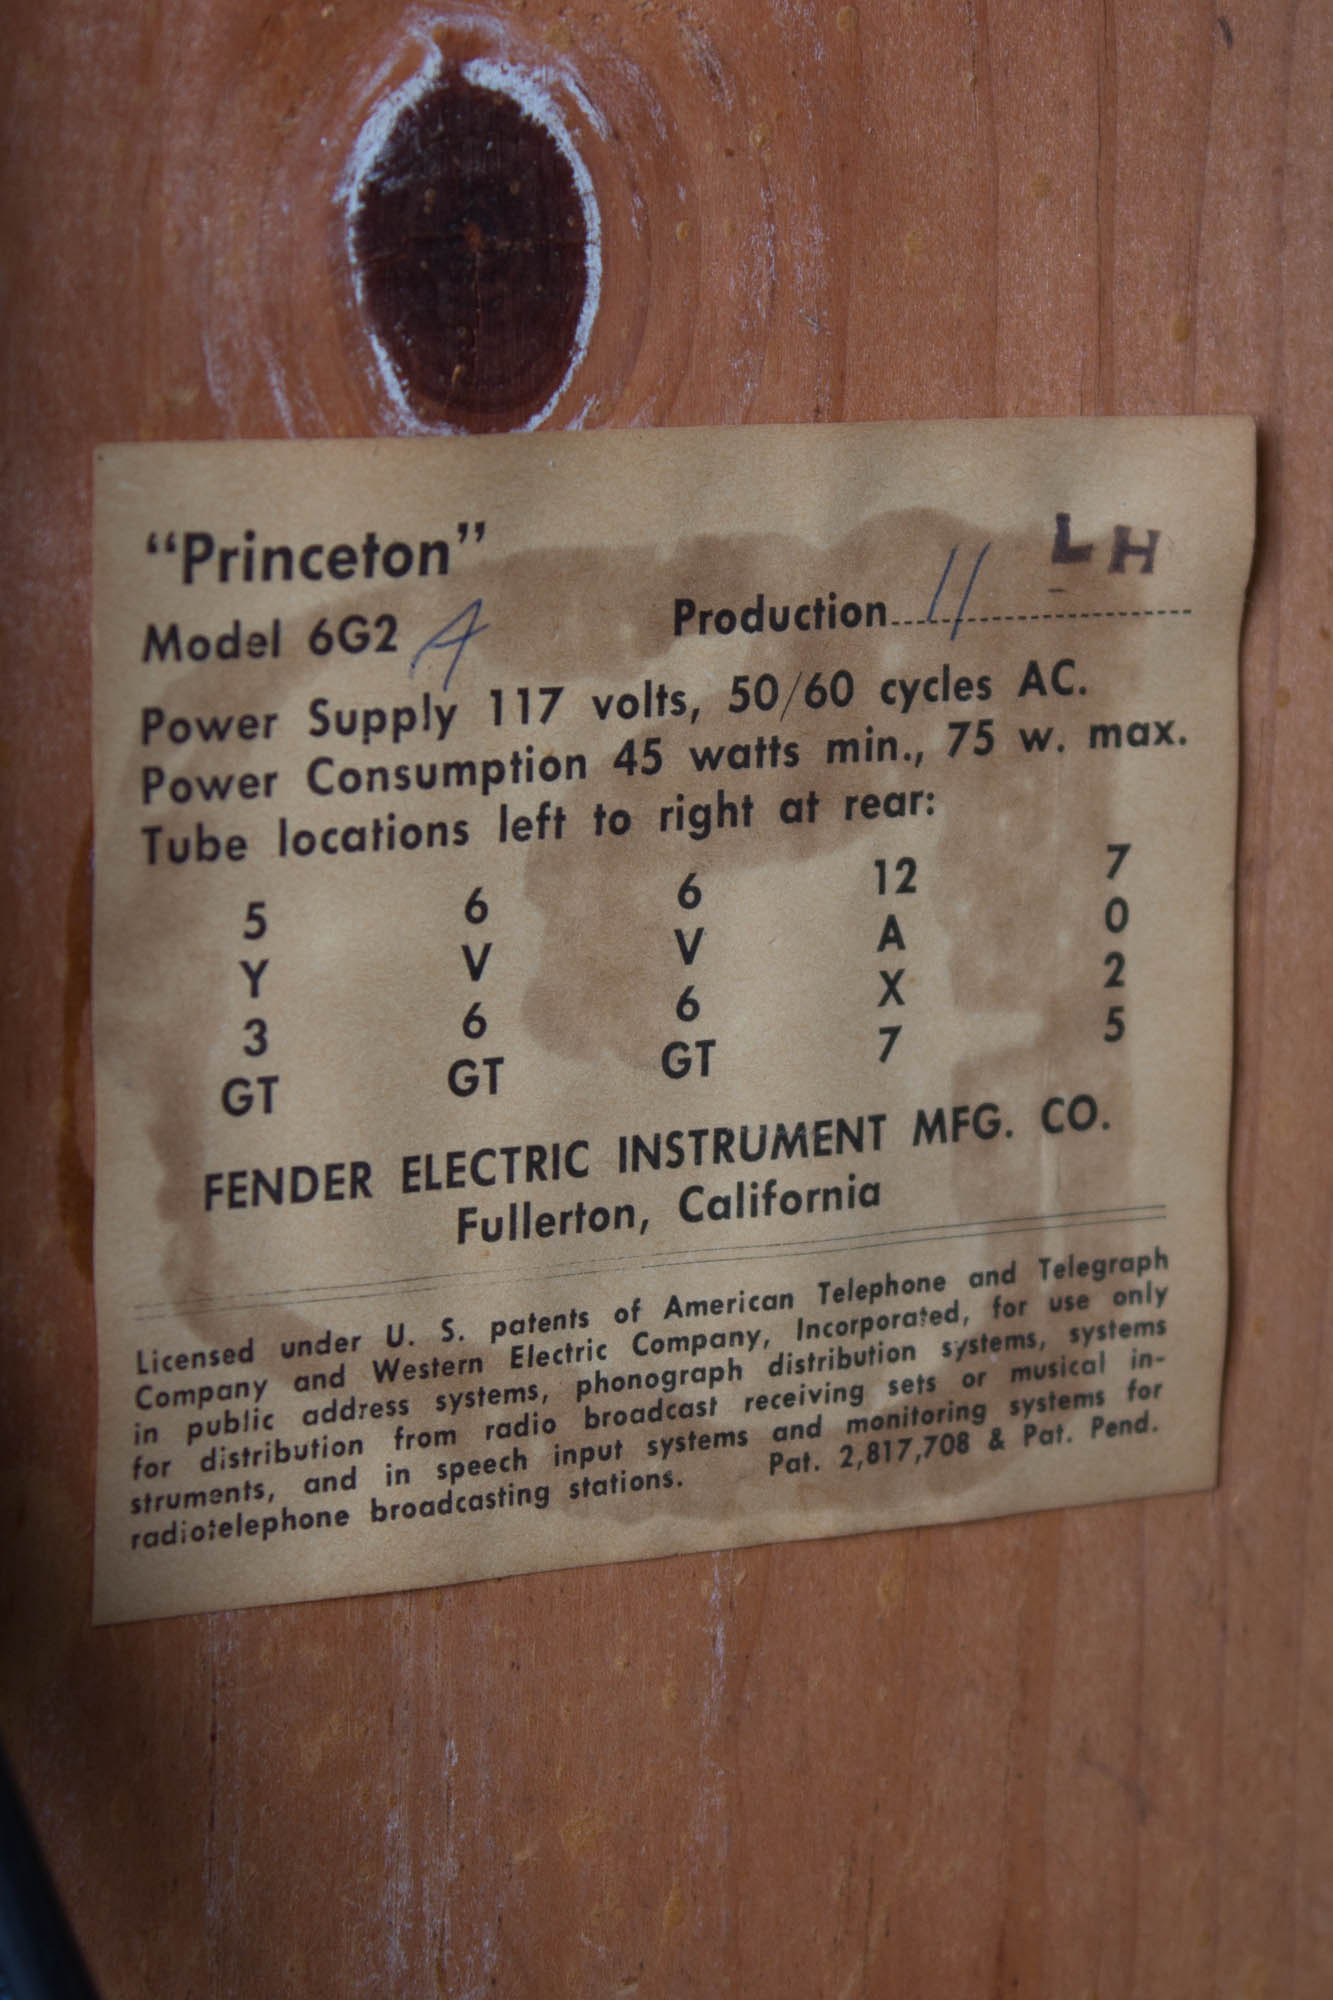 "Princeton"
LH
Model 6G2 A Production 11
Power Supply 117 volts, 50/60 cycles AC.
Power Consumption 45 watts min., 75 w. max.
Tube locations left to right at rear:
5 6 6 12 7
Y V V A 0
3 6 6 X 2
GT GT GT 7 5
FENDER ELECTRIC INSTRUMENT MFG. CO.
Fullerton, California
Licensed under U. S. patents of American Telephone and Telegraph
Company and Western Electric Company, Incorporated, for use only
in public address systems, phonograph distribution systems, systems
for distribution from radio broadcast receiving sets or musical in-
struments, and in speech input systems and monitoring systems for
radiotelephone broadcasting stations. Pat. 2,817,708 & Pat. Pend.